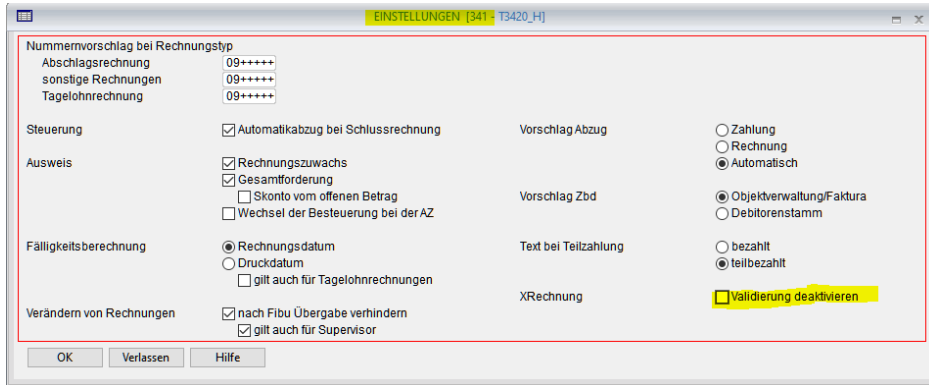 EINSTELLUNGEN [341 - T3420_H]
Nummernvorschlag bei Rechnungstyp
Abschlagsrechnung 09+++++
sonstige Rechnungen 09+++++
Tagelohnrechnung 09+++++
Steuerung Automatikabzug bei Schlussrechnung Vorschlag Abzug Zahlung
Rechnung
Ausweis Rechnungszuwachs Automatisch
Gesamtforderung
Skonto vom offenen Betrag Vorschlag Zbd Objektverwaltung/Faktura
Wechsel der Besteuerung bei der AZ Debitorenstamm
Fälligkeitsberechnung Rechnungsdatum Text bei Teilzahlung bezahlt
Druckdatum teilbezahlt
gilt auch für Tagelohnrechnungen
XRechnung Validierung deaktivieren
Verändern von Rechnungen nach Fibu Übergabe verhindern
gilt auch für Supervisor
OK Verlassen Hilfe